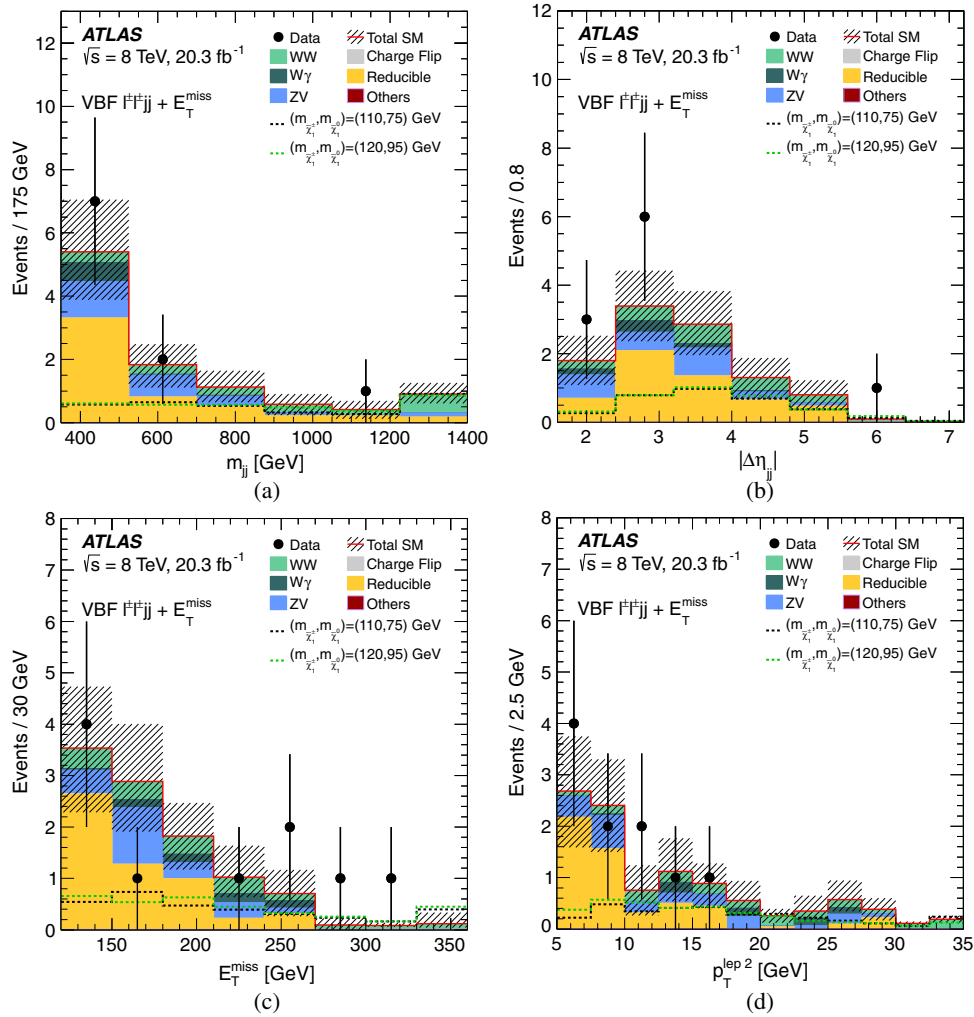 ATLAS
√s = 8 TeV, 20.3 fb⁻¹
VBF l±l±jj + E_T^miss
Data
Total SM
WW
Charge Flip
Wγ
Reducible
ZV
Others
(m_χ̃₁±,m_χ̃₁⁰)=(110,75) GeV
(m_χ̃₁±,m_χ̃₁⁰)=(120,95) GeV
Events / 175 GeV
0 2 4 6 8 10 12
400 600 800 1000 1200 1400
m_jj [GeV]
(a)
ATLAS
√s = 8 TeV, 20.3 fb⁻¹
VBF l±l±jj + E_T^miss
Data
Total SM
WW
Charge Flip
Wγ
Reducible
ZV
Others
(m_χ̃₁±,m_χ̃₁⁰)=(110,75) GeV
(m_χ̃₁±,m_χ̃₁⁰)=(120,95) GeV
Events / 0.8
0 2 4 6 8 10 12
2 3 4 5 6 7
|Δη_jj|
(b)
ATLAS
√s = 8 TeV, 20.3 fb⁻¹
VBF l±l±jj + E_T^miss
Data
Total SM
WW
Charge Flip
Wγ
Reducible
ZV
Others
(m_χ̃₁±,m_χ̃₁⁰)=(110,75) GeV
(m_χ̃₁±,m_χ̃₁⁰)=(120,95) GeV
Events / 30 GeV
0 1 2 3 4 5 6 7 8
150 200 250 300 350
E_T^miss [GeV]
(c)
ATLAS
√s = 8 TeV, 20.3 fb⁻¹
VBF l±l±jj + E_T^miss
Data
Total SM
WW
Charge Flip
Wγ
Reducible
ZV
Others
(m_χ̃₁±,m_χ̃₁⁰)=(110,75) GeV
(m_χ̃₁±,m_χ̃₁⁰)=(120,95) GeV
Events / 2.5 GeV
0 1 2 3 4 5 6 7 8
5 10 15 20 25 30 35
p_T^lep 2 [GeV]
(d)